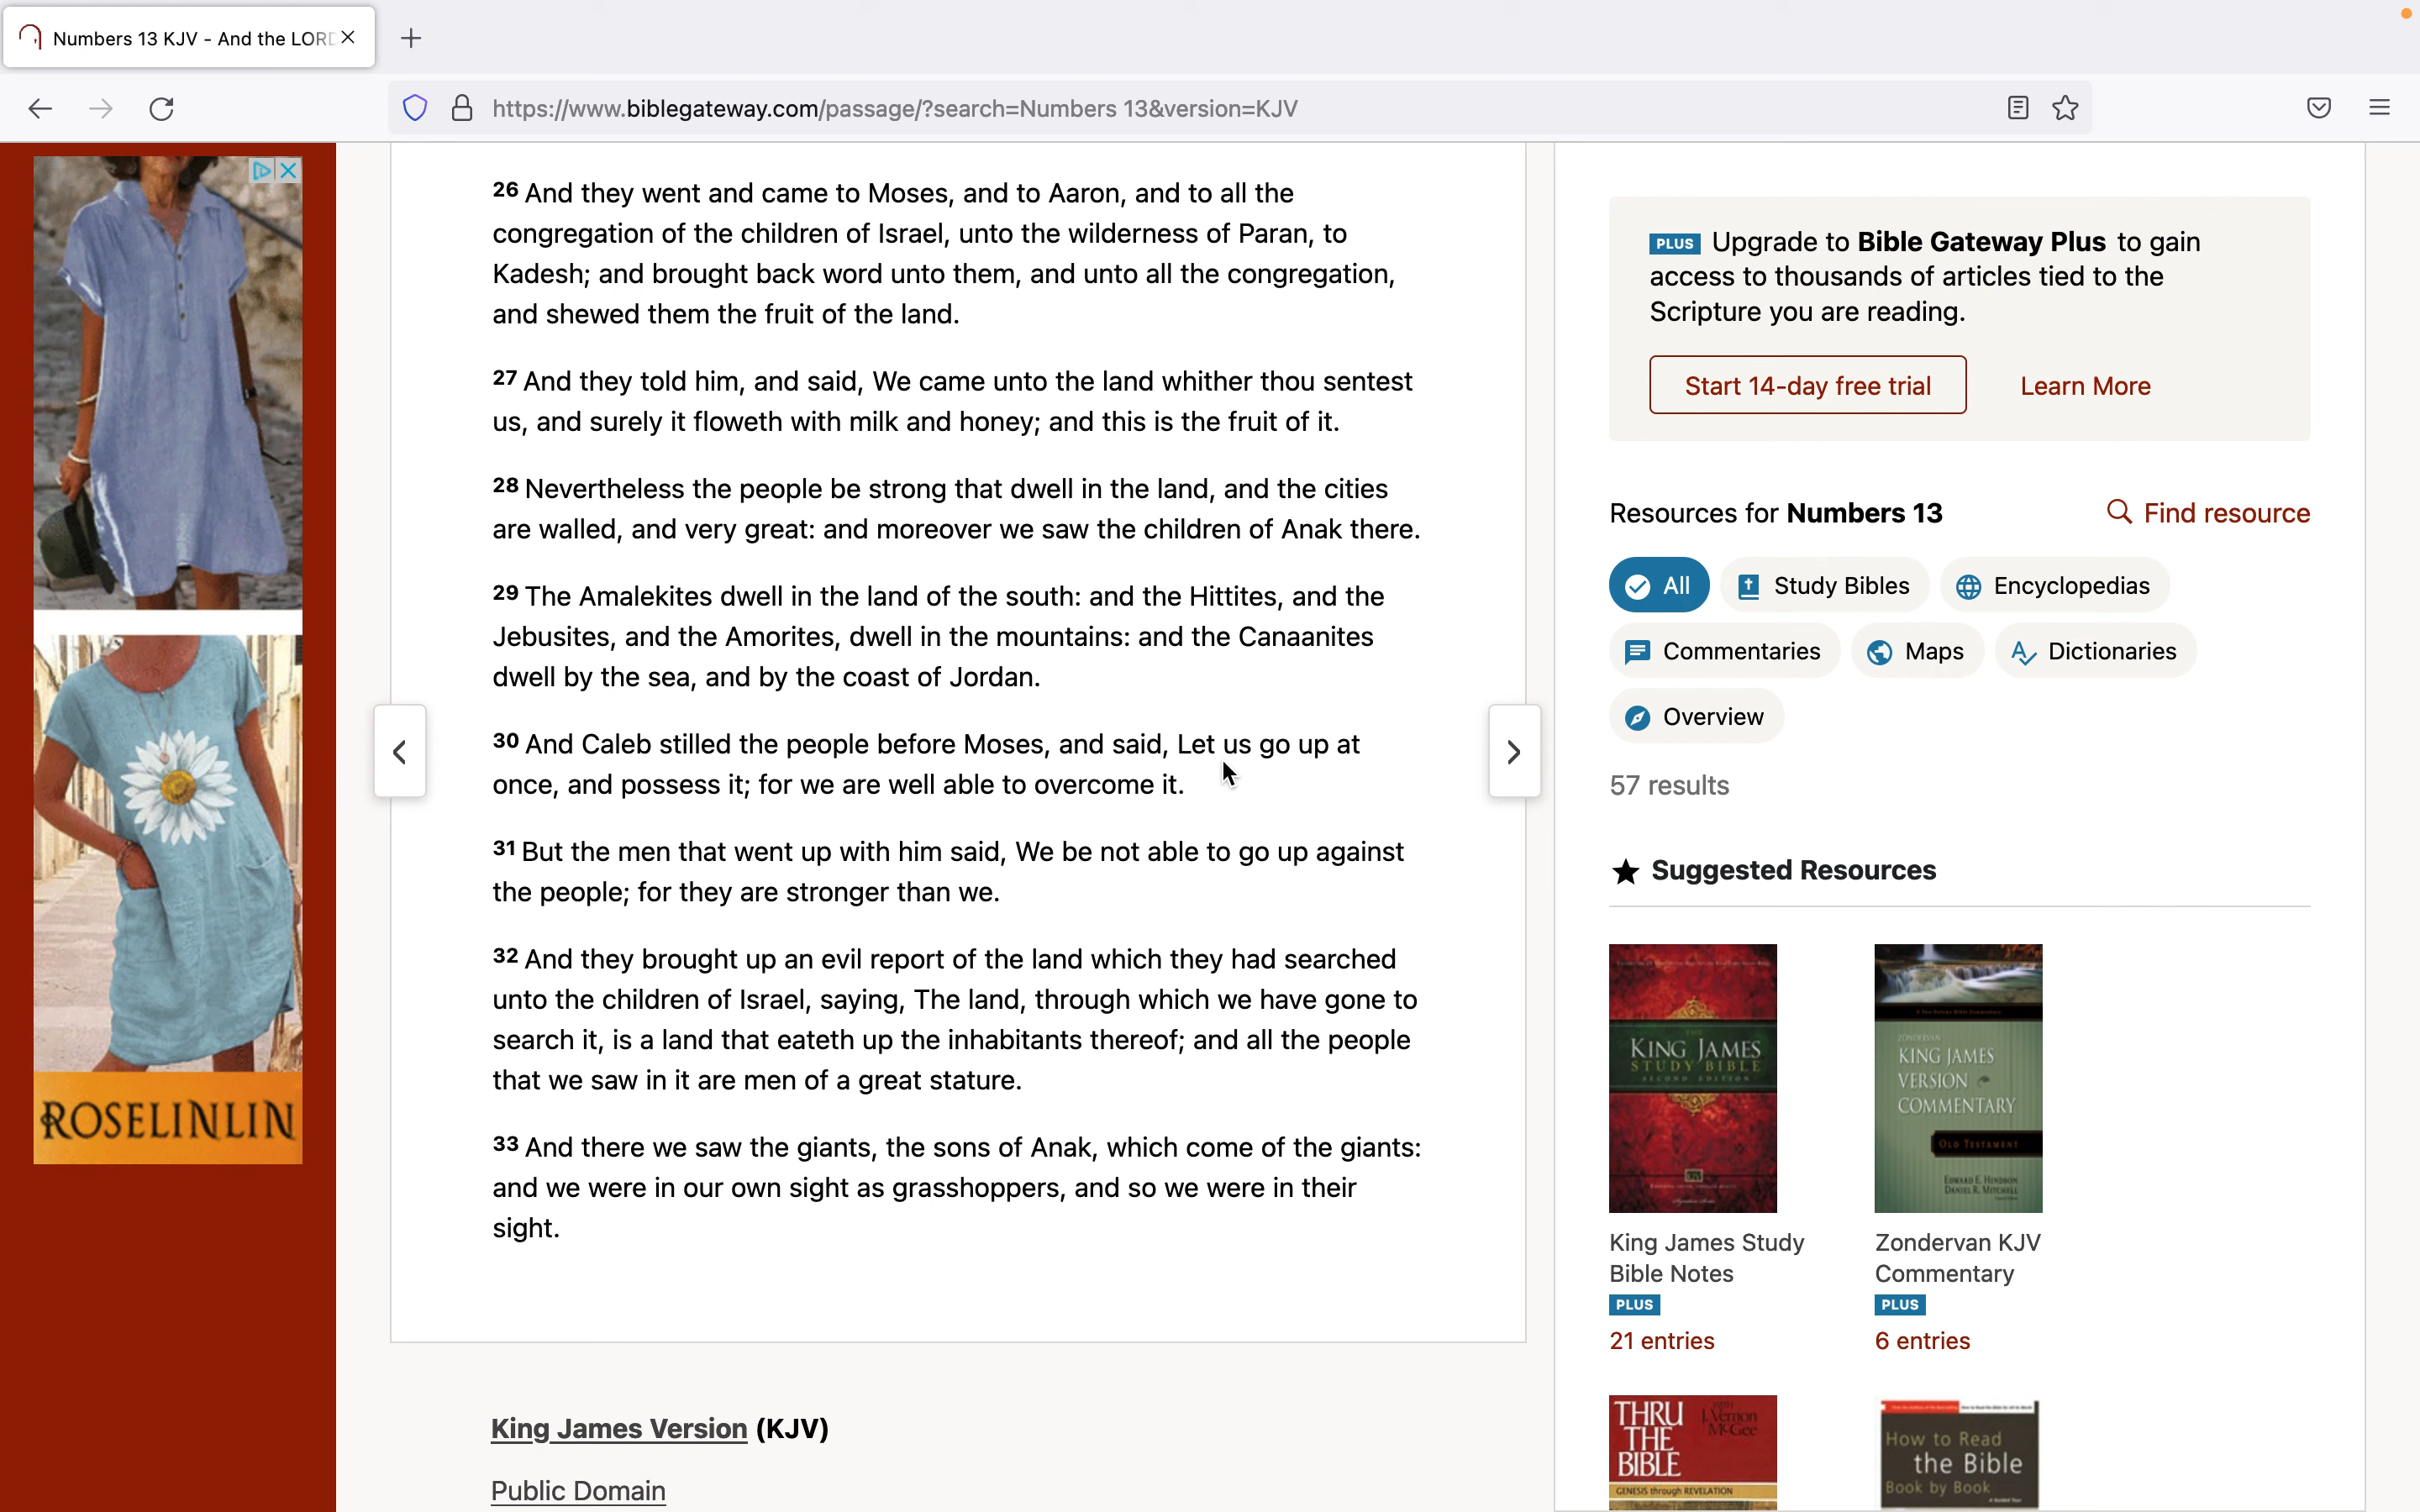 Numbers 13 KJV - And the LORD
https://www.biblegateway.com/passage/?search=Numbers 13&version=KJV
26 And they went and came to Moses, and to Aaron, and to all the
congregation of the children of Israel, unto the wilderness of Paran, to
Kadesh; and brought back word unto them, and unto all the congregation,
and shewed them the fruit of the land.
27 And they told him, and said, We came unto the land whither thou sentest
us, and surely it floweth with milk and honey; and this is the fruit of it.
28 Nevertheless the people be strong that dwell in the land, and the cities
are walled, and very great: and moreover we saw the children of Anak there.
29 The Amalekites dwell in the land of the south: and the Hittites, and the
Jebusites, and the Amorites, dwell in the mountains: and the Canaanites
dwell by the sea, and by the coast of Jordan.
30 And Caleb stilled the people before Moses, and said, Let us go up at
once, and possess it; for we are well able to overcome it.
31 But the men that went up with him said, We be not able to go up against
the people; for they are stronger than we.
32 And they brought up an evil report of the land which they had searched
unto the children of Israel, saying, The land, through which we have gone to
search it, is a land that eateth up the inhabitants thereof; and all the people
that we saw in it are men of a great stature.
33 And there we saw the giants, the sons of Anak, which come of the giants:
and we were in our own sight as grasshoppers, and so we were in their
sight.
King James Version (KJV)
Public Domain
ROSELINLIN
PLUS Upgrade to Bible Gateway Plus to gain
access to thousands of articles tied to the
Scripture you are reading.
Start 14-day free trial
Learn More
Resources for Numbers 13
Find resource
All
Study Bibles
Encyclopedias
Commentaries
Maps
Dictionaries
Overview
57 results
Suggested Resources
THE
KING JAMES
STUDY BIBLE
SECOND EDITION
King James Study
Bible Notes
PLUS
21 entries
ZONDERVAN
KING JAMES
VERSION
COMMENTARY
OLD TESTAMENT
EDWARD E. HINDSON
DANIEL R. MITCHELL
Zondervan KJV
Commentary
PLUS
6 entries
THRU
THE
BIBLE
WITH
J. Vernon
McGee
GENESIS through REVELATION
How to Read
the Bible
Book by Book